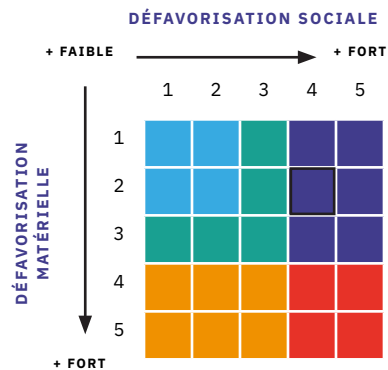 DÉFAVORISATION SOCIALE
+ FAIBLE
+ FORT
1 2 3 4 5
DÉFAVORISATION
MATÉRIELLE
1
2
3
4
5
+ FORT